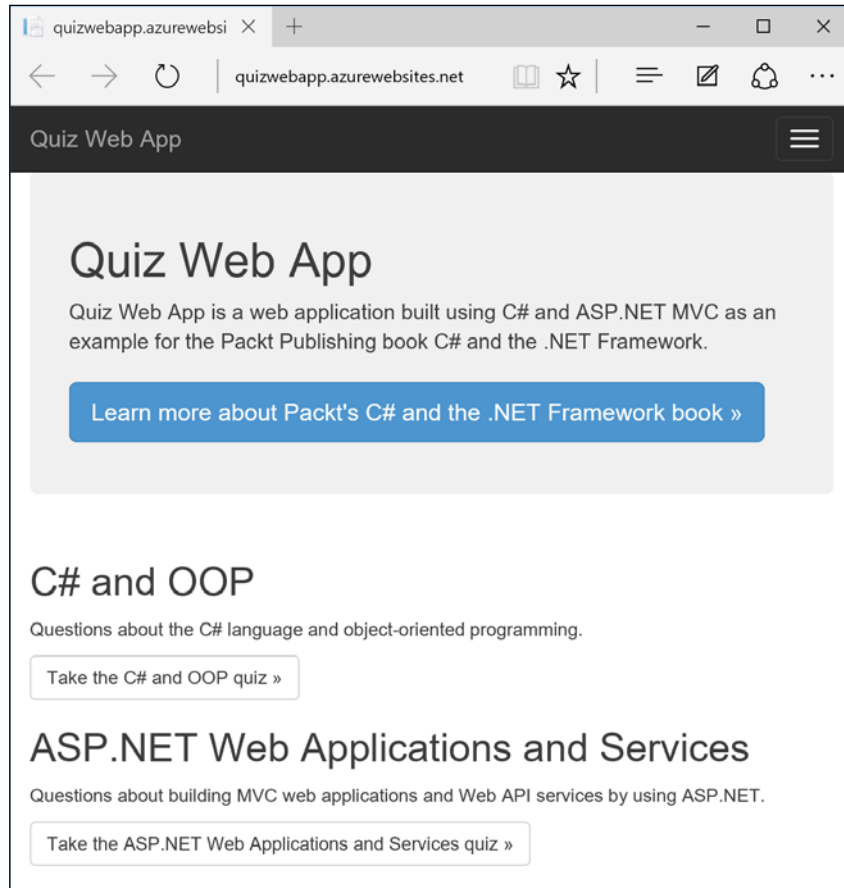 quizwebapp.azurewebsi
quizwebapp.azurewebsites.net
Quiz Web App
Quiz Web App
Quiz Web App is a web application built using C# and ASP.NET MVC as an
example for the Packt Publishing book C# and the .NET Framework.
Learn more about Packt's C# and the .NET Framework book »
C# and OOP
Questions about the C# language and object-oriented programming.
Take the C# and OOP quiz »
ASP.NET Web Applications and Services
Questions about building MVC web applications and Web API services by using ASP.NET.
Take the ASP.NET Web Applications and Services quiz »